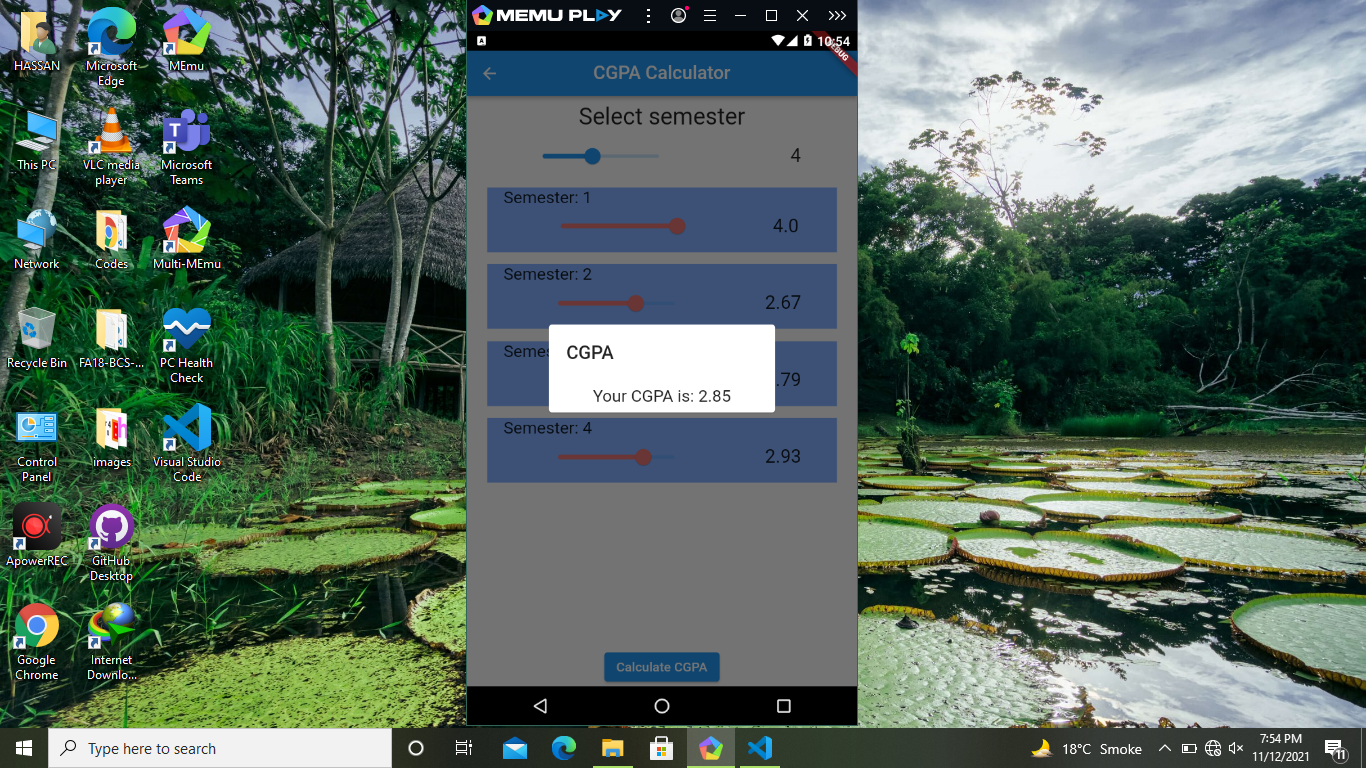 HASSAN
Microsoft
Edge
MEmu
This PC
VLC media
player
Microsoft
Teams
Network
Codes
Multi-MEmu
Recycle Bin
FA18-BCS-...
PC Health
Check
Control
Panel
images
Visual Studio
Code
ApowerREC
GitHub
Desktop
Google
Chrome
Internet
Downlo...
MEMU PLAY
A
10:54
DEBUG
CGPA Calculator
Select semester
4
Semester: 1
4.0
Semester: 2
2.67
Seme
.79
CGPA
Your CGPA is: 2.85
Semester: 4
2.93
Calculate CGPA
Type here to search
18°C Smoke
7:54 PM
11/12/2021
11